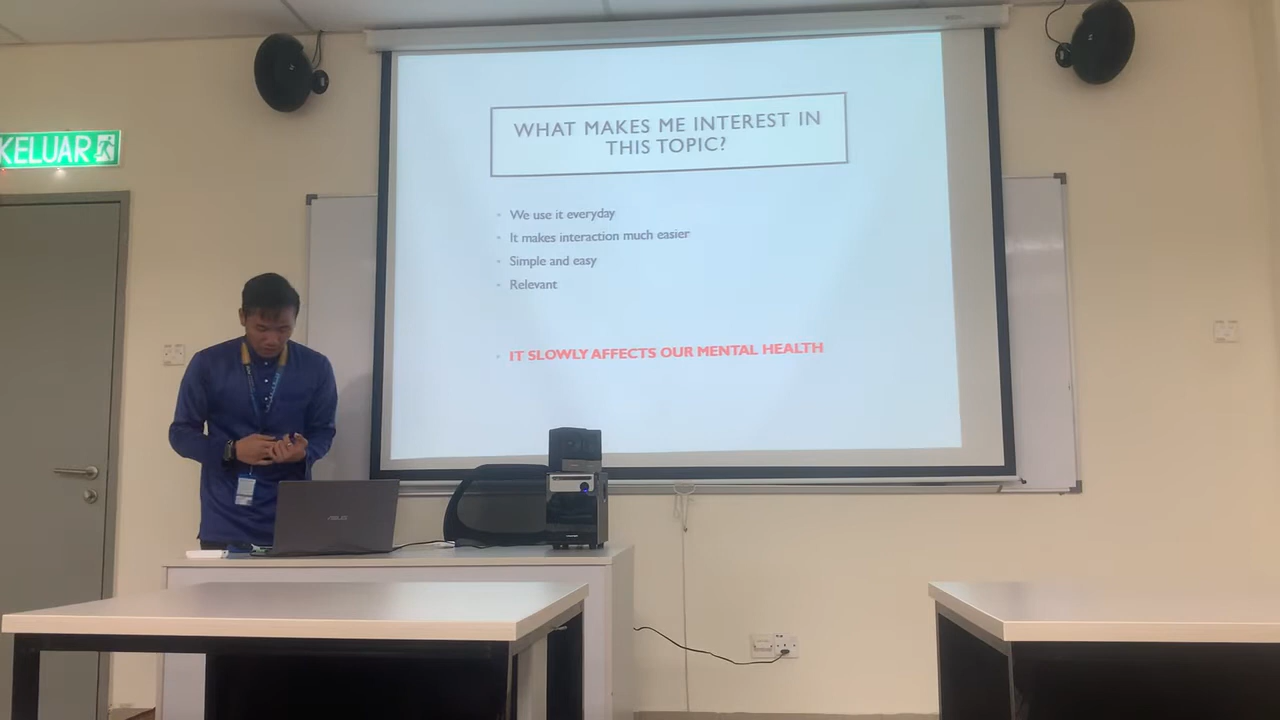 KELUAR
WHAT MAKES ME INTEREST IN
THIS TOPIC?
We use it everyday
It makes interaction much easier
Simple and easy
Relevant
IT SLOWLY AFFECTS OUR MENTAL HEALTH
ASUS